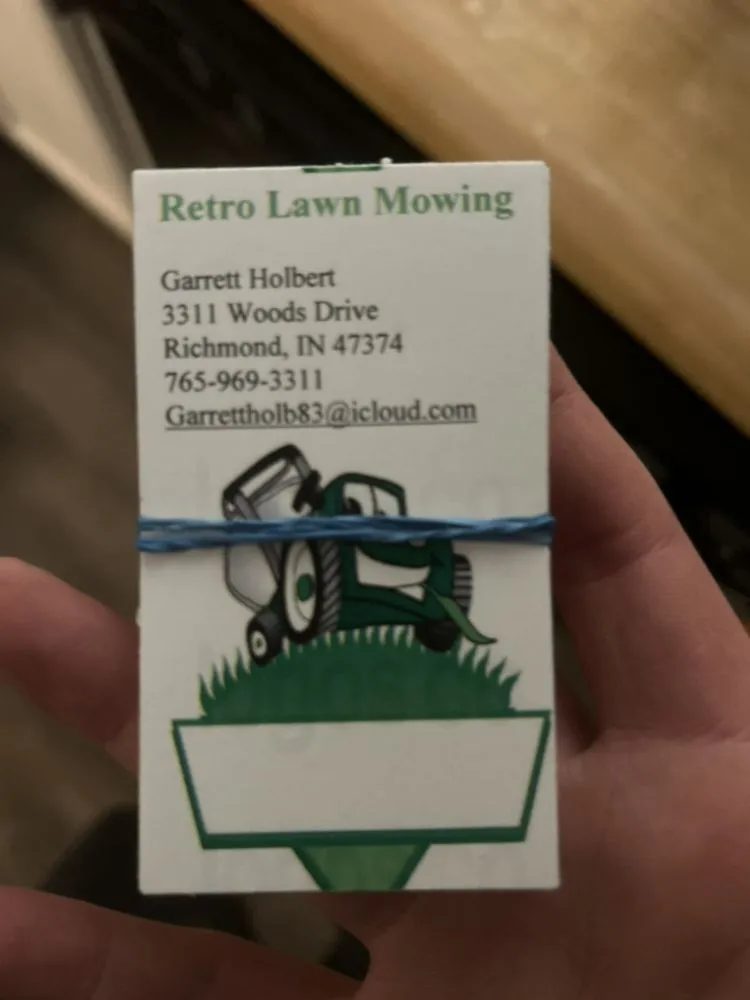 Retro Lawn Mowing
Garrett Holbert
3311 Woods Drive
Richmond, IN 47374
765-969-3311
Garrettholb83@icloud.com